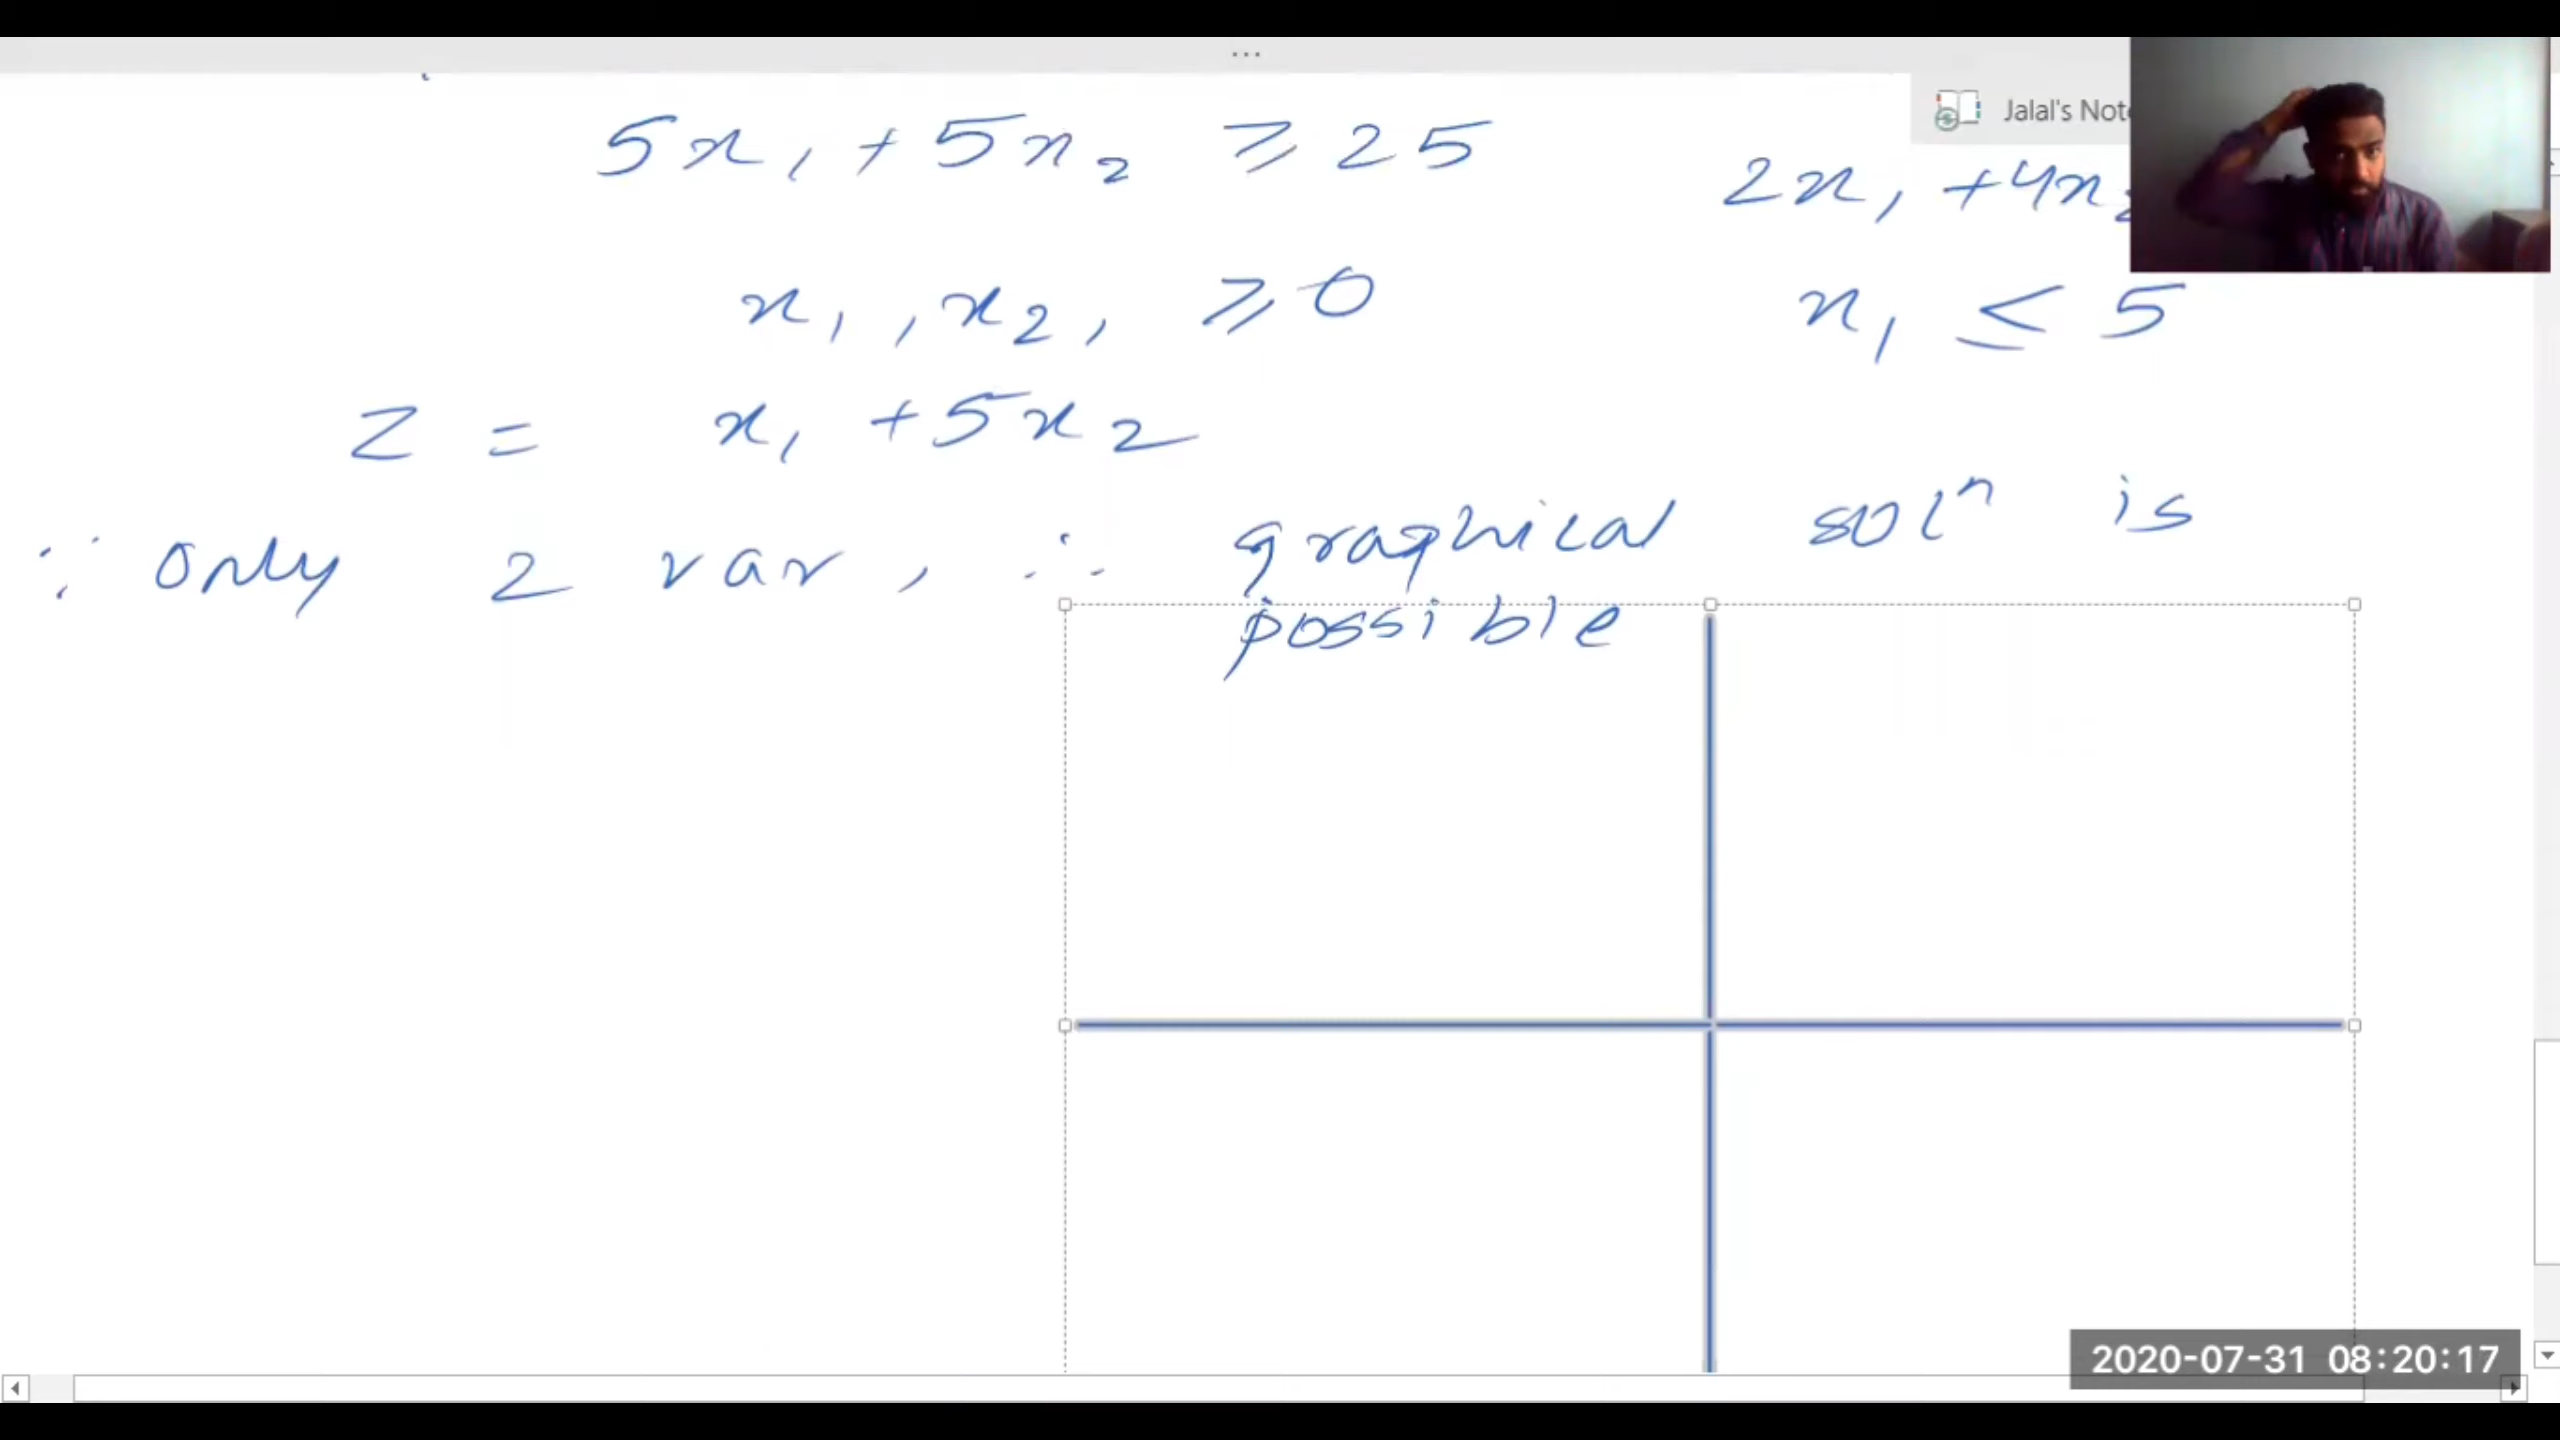 ...
Jalal's Note
5x₁ + 5x₂ ≥ 25
2x₁ + 4x₂
x₁ , x₂ , ≥ 0
x₁ ≤ 5
z = x₁ + 5x₂
∵ only 2 var , ∴ graphical solⁿ is
possible
2020-07-31 08:20:17